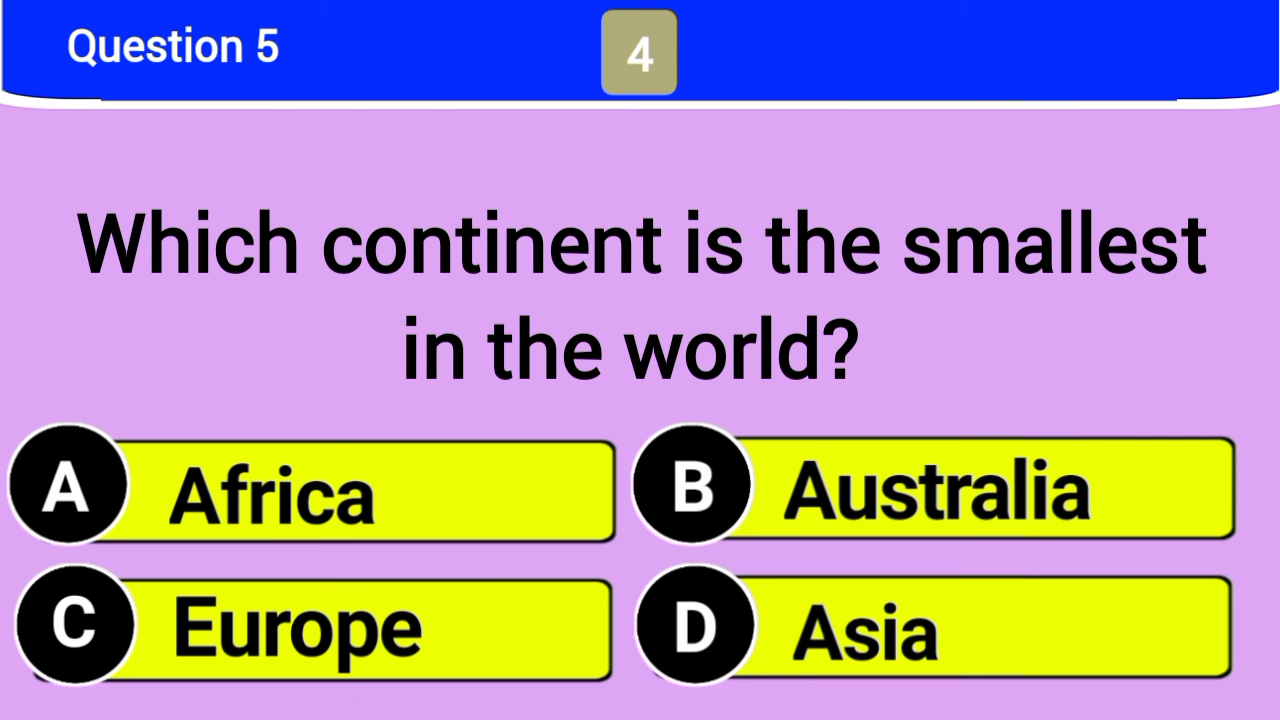 Question 5
4
Which continent is the smallest
in the world?
A Africa
B Australia
C Europe
D Asia